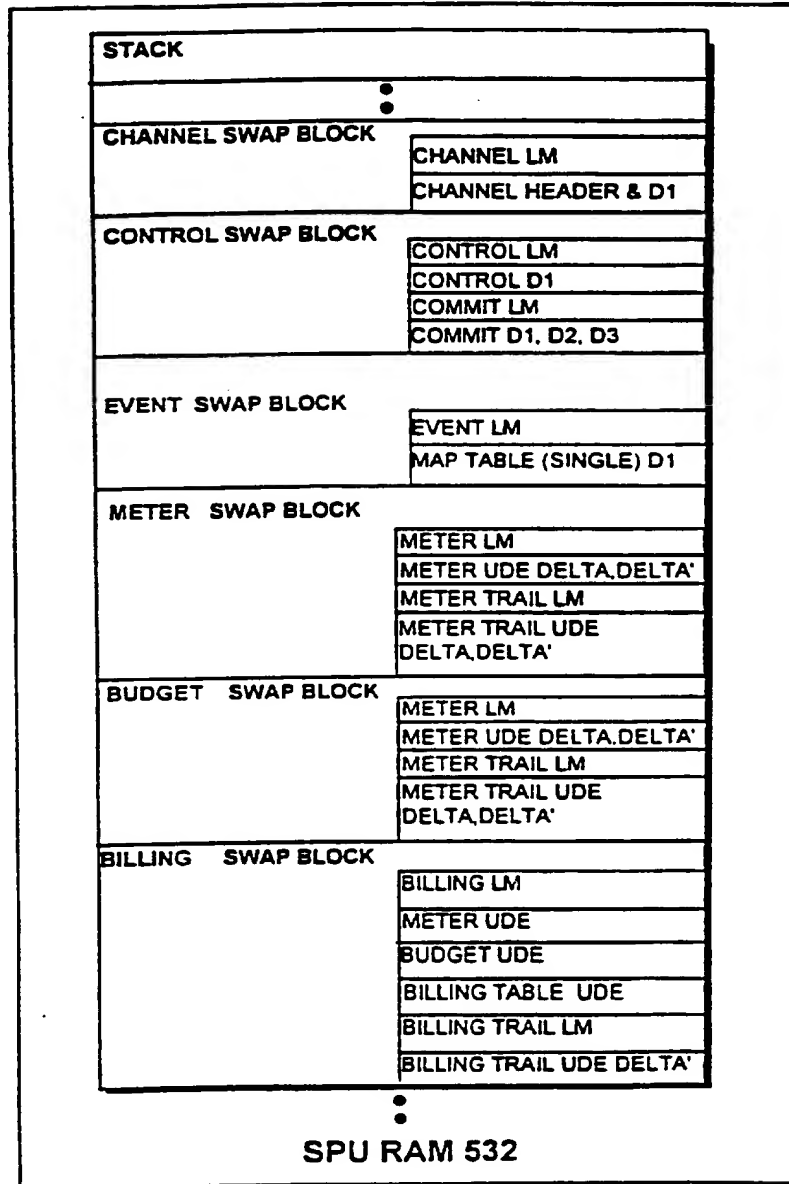 STACK
CHANNEL SWAP BLOCK
CHANNEL LM
CHANNEL HEADER & D1
CONTROL SWAP BLOCK
CONTROL LM
CONTROL D1
COMMIT LM
COMMIT D1, D2, D3
EVENT SWAP BLOCK
EVENT LM
MAP TABLE (SINGLE) D1
METER SWAP BLOCK
METER LM
METER UDE DELTA,DELTA'
METER TRAIL LM
METER TRAIL UDE
DELTA,DELTA'
BUDGET SWAP BLOCK
METER LM
METER UDE DELTA.DELTA'
METER TRAIL LM
METER TRAIL UDE
DELTA,DELTA'
BILLING SWAP BLOCK
BILLING LM
METER UDE
BUDGET UDE
BILLING TABLE UDE
BILLING TRAIL LM
BILLING TRAIL UDE DELTA'
SPU RAM 532